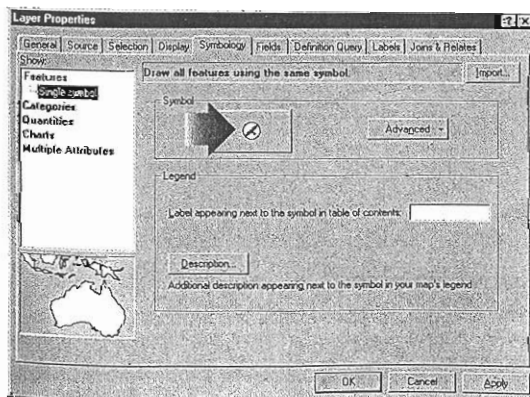 Layer Properties
General Source Selection Display Symbology Fields Definition Query Labels Joins & Relates
Show:
Features
Single symbol
Categories
Quantities
Charts
Multiple Attributes
Draw all features using the same symbol.
Import...
Symbol
Advanced
Legend
Label appearing next to the symbol in table of contents:
Description...
Additional description appearing next to the symbol in your map's legend
OK Cancel Apply